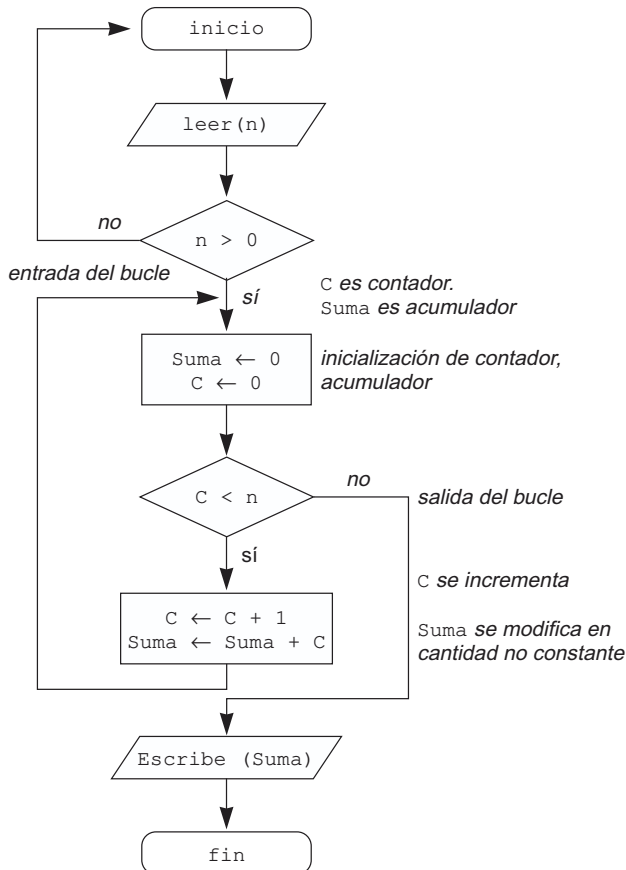 inicio
leer(n)
no
n > 0
entrada del bucle
sí
C es contador.
Suma es acumulador
Suma ← 0
C ← 0
inicialización de contador,
acumulador
C < n
no
salida del bucle
sí
C se incrementa
C ← C + 1
Suma ← Suma + C
Suma se modifica en
cantidad no constante
Escribe (Suma)
fin